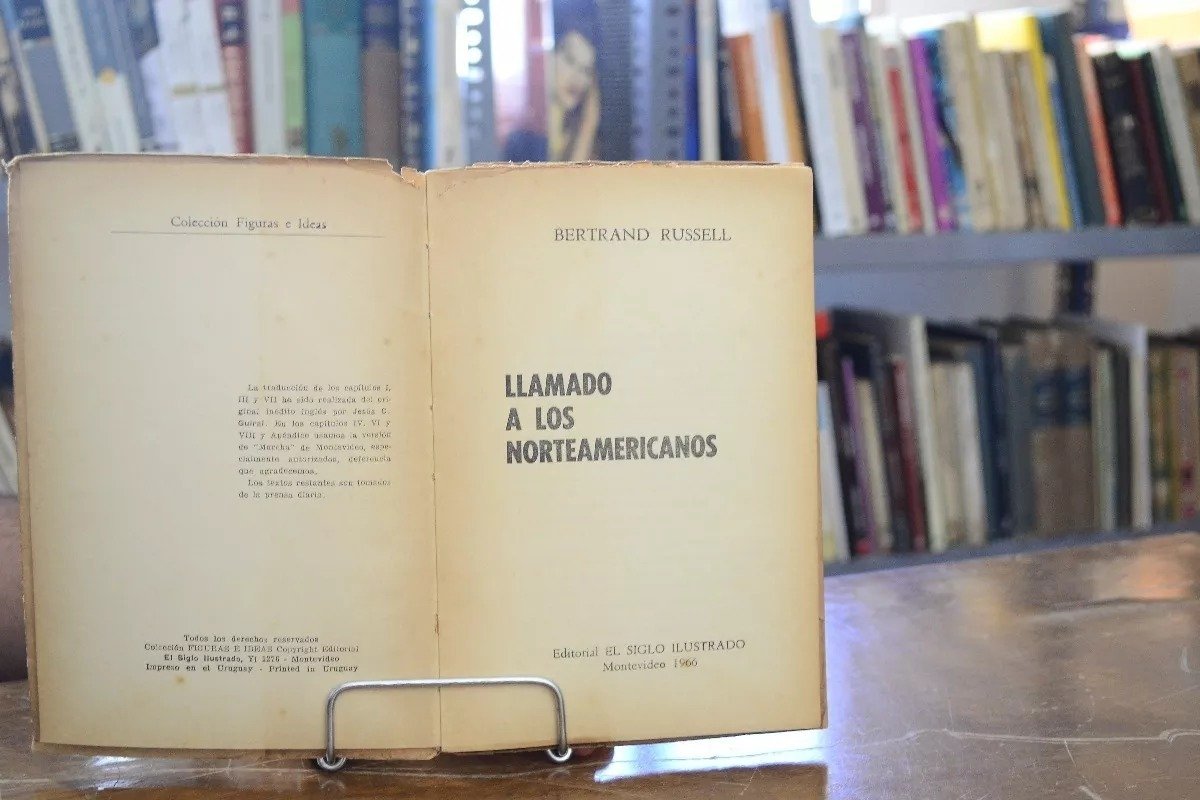 Colección Figuras e Ideas
La traducción de los capítulos I,
III y VII ha sido realizada del ori-
ginal inédito inglés por Jesús C.
Guiral. En los capítulos IV, VI y
VIII y Apéndice usamos la versión
de "Marcha" de Montevideo, espe-
cialmente autorizados, deferencia
que agradecemos.
Los textos restantes son tomados
de la prensa diaria.
Todos los derechos reservados
Colección FIGURAS E IDEAS Copyright Editorial
El Siglo Ilustrado, Yí 1276 - Montevideo
Impreso en el Uruguay - Printed in Uruguay
BERTRAND RUSSELL
LLAMADO
A LOS
NORTEAMERICANOS
Editorial EL SIGLO ILUSTRADO
Montevideo 1966